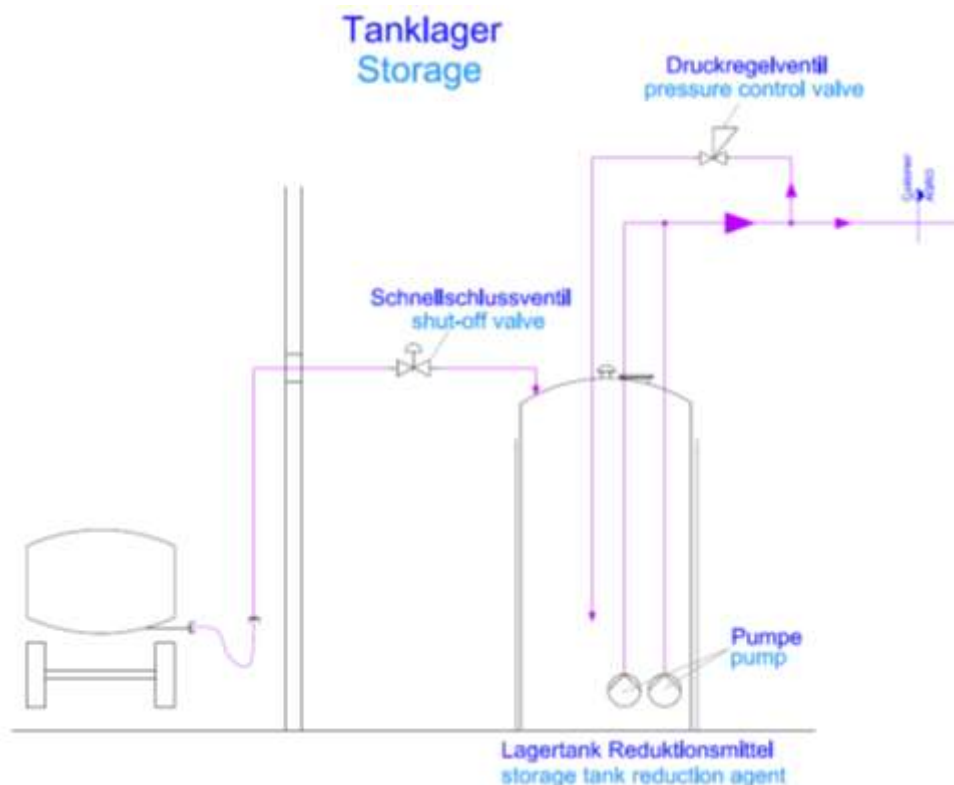 Tanklager
Storage
Druckregelventil
pressure control valve
Schnellschlussventil
shut-off valve
Pumpe
pump
Lagertank Reduktionsmittel
storage tank reduction agent